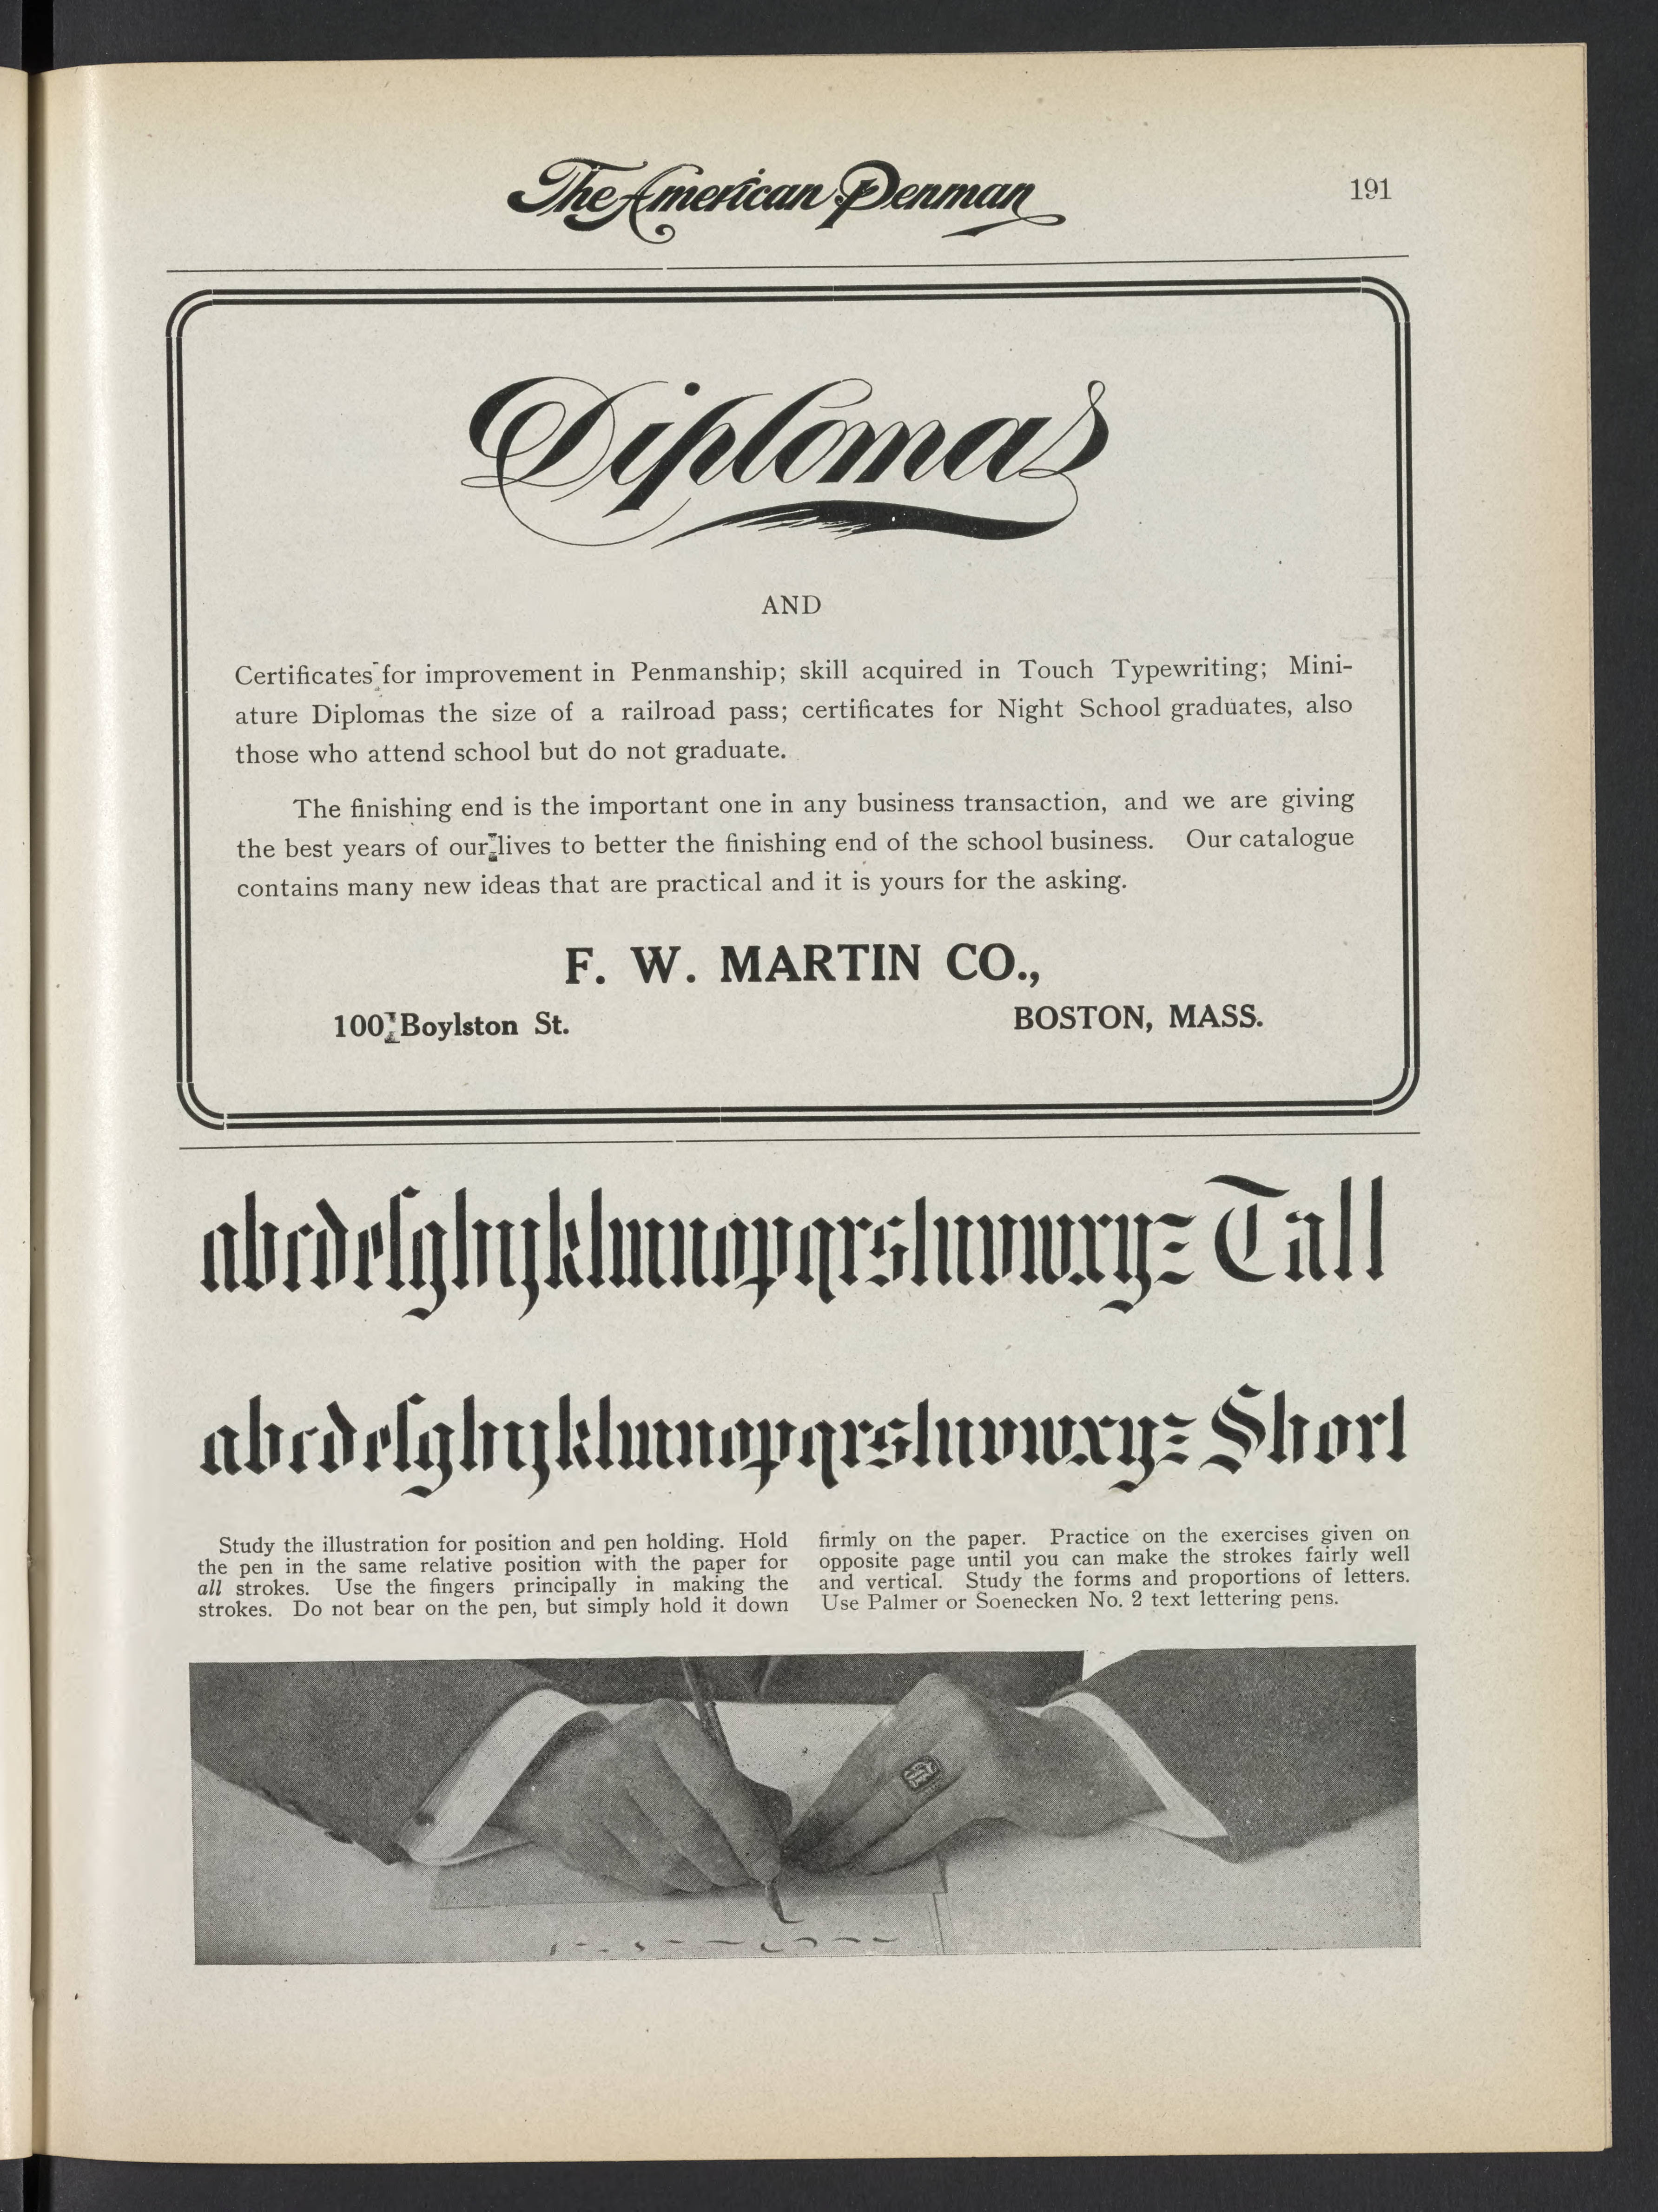 The American Penman
191
Diplomas
AND
Certificates for improvement in Penmanship; skill acquired in Touch Typewriting; Mini-
ature Diplomas the size of a railroad pass; certificates for Night School graduates, also
those who attend school but do not graduate.
The finishing end is the important one in any business transaction, and we are giving
the best years of our lives to better the finishing end of the school business. Our catalogue
contains many new ideas that are practical and it is yours for the asking.
F. W. MARTIN CO.,
100 Boylston St. BOSTON, MASS.
abcdefghijklmnopqrstuvwxyz Tall
abcdefghijklmnopqrstuvwxyz Short
Study the illustration for position and pen holding. Hold
the pen in the same relative position with the paper for
all strokes. Use the fingers principally in making the
strokes. Do not bear on the pen, but simply hold it down
firmly on the paper. Practice on the exercises given on
opposite page until you can make the strokes fairly well
and vertical. Study the forms and proportions of letters.
Use Palmer or Soenecken No. 2 text lettering pens.